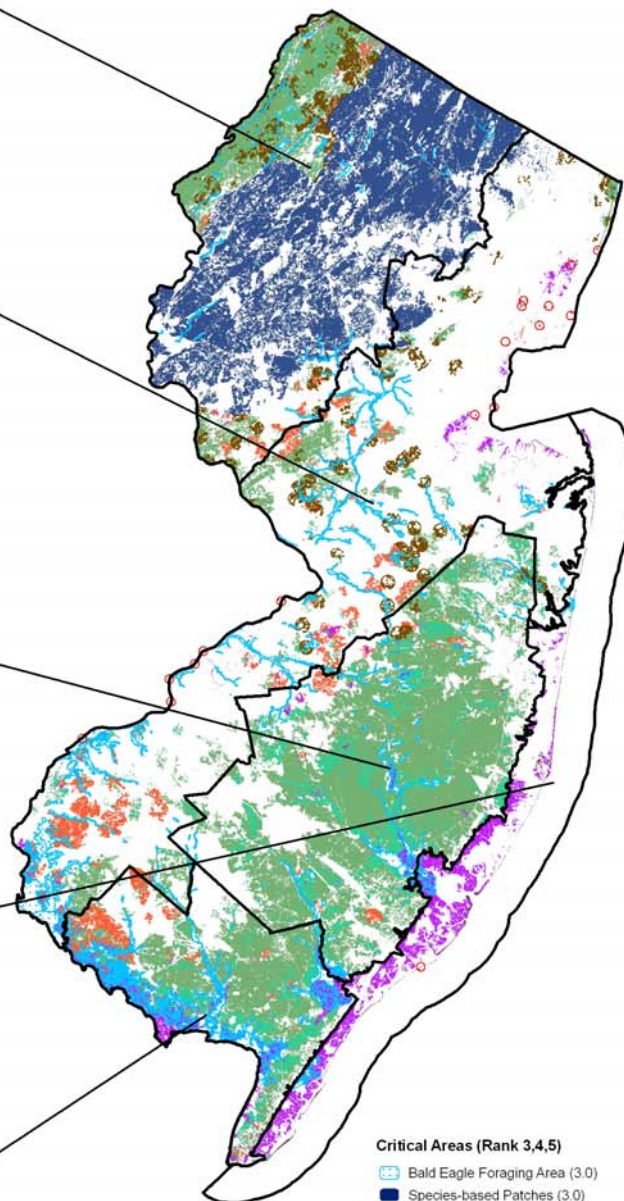 Critical Areas (Rank 3,4,5)
Bald Eagle Foraging Area (3.0)
Species-based Patches (3.0)